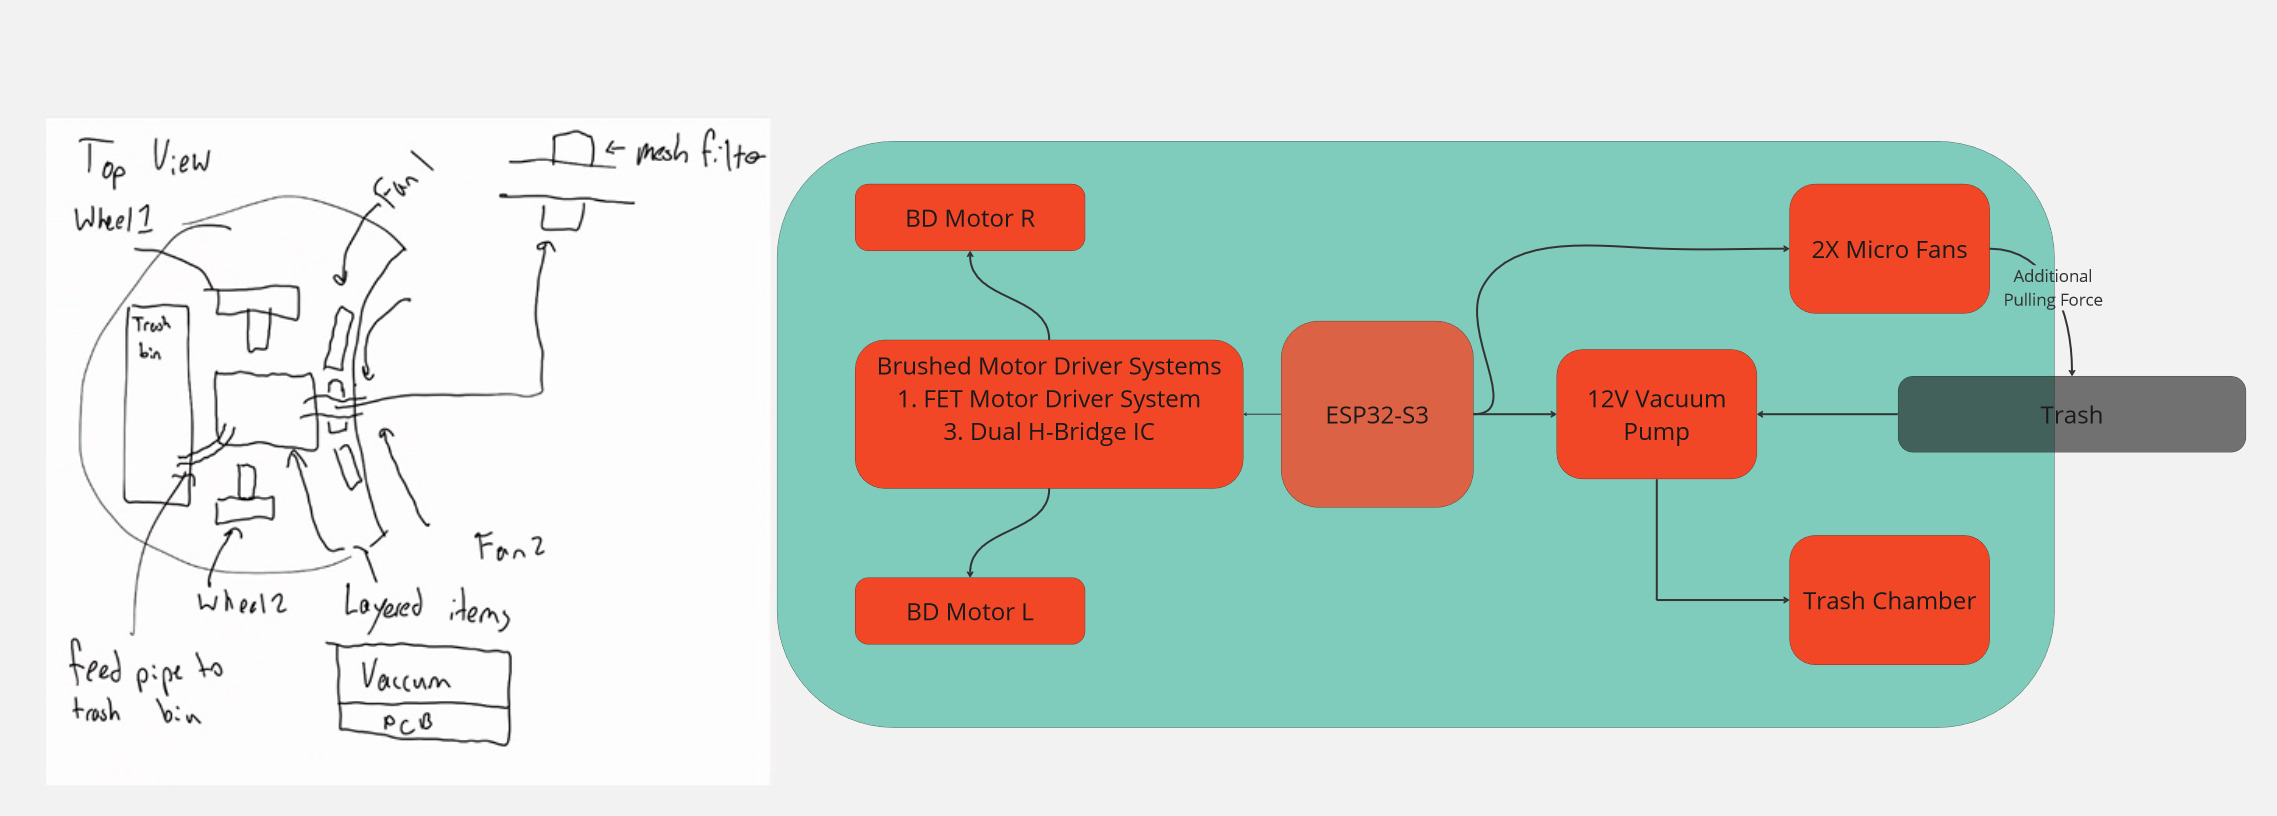 Top View
Wheel 1
Fan 1
← mesh filter
Trash
bin
Fan 2
Wheel 2
Layered items
feed pipe to
trash bin
Vaccum
PCB
BD Motor R
Brushed Motor Driver Systems
1. FET Motor Driver System
3. Dual H-Bridge IC
BD Motor L
ESP32-S3
2X Micro Fans
Additional
Pulling Force
12V Vacuum
Pump
Trash
Trash Chamber